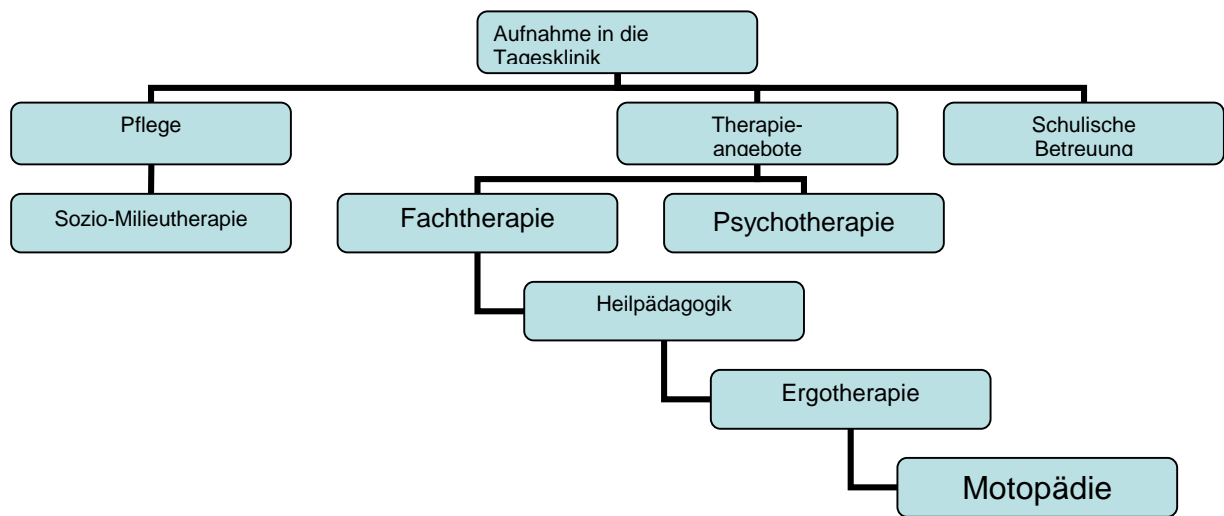 Aufnahme in die
Tagesklinik
Pflege
Therapie-
angebote
Schulische
Betreuung
Sozio-Milieutherapie
Fachtherapie
Psychotherapie
Heilpädagogik
Ergotherapie
Motopädie